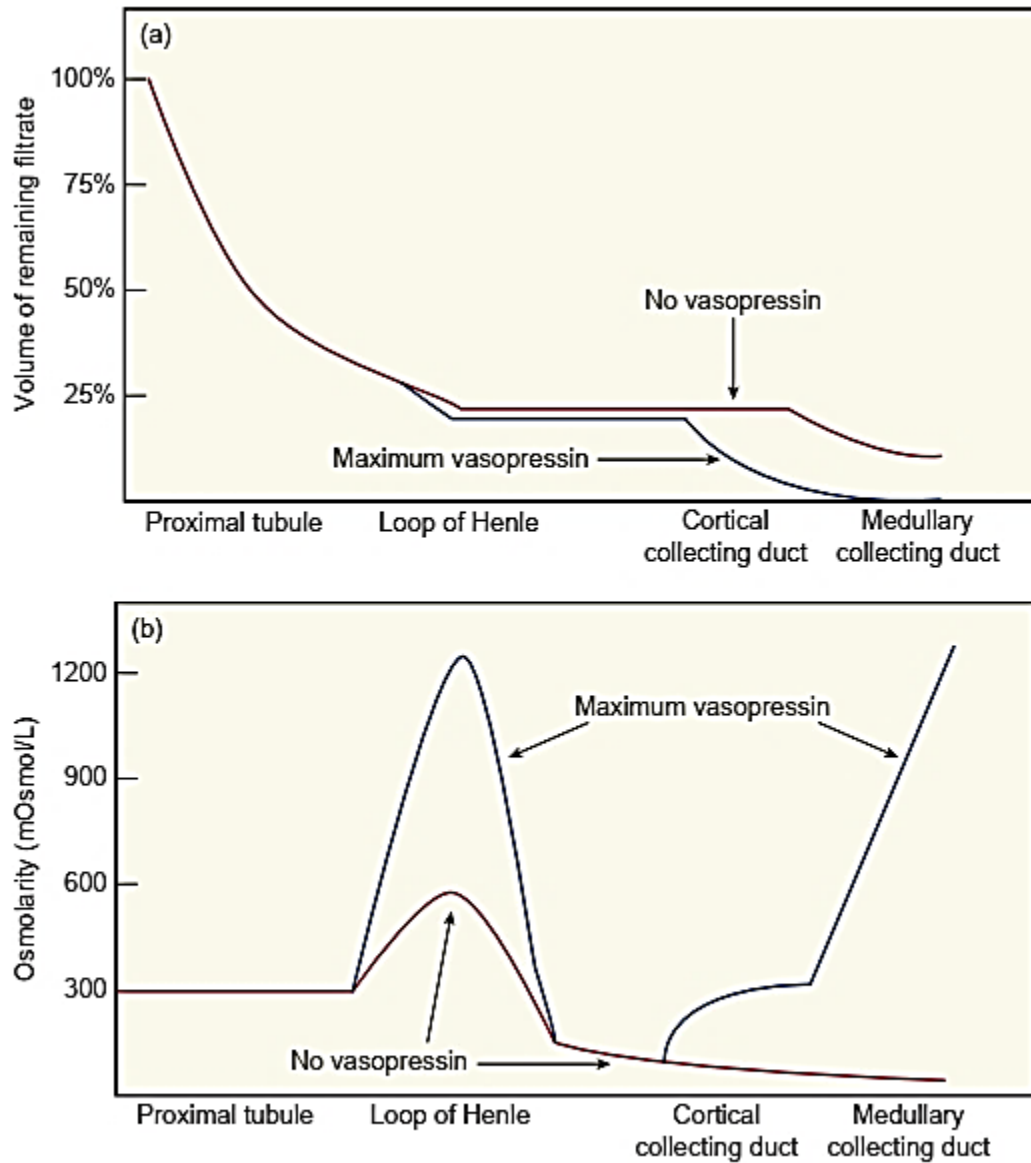 (a)
Volume of remaining filtrate
100%
75%
50%
25%
No vasopressin
Maximum vasopressin
Proximal tubule
Loop of Henle
Cortical
collecting duct
Medullary
collecting duct
(b)
Osmolarity (mOsmol/L)
1200
900
600
300
Maximum vasopressin
No vasopressin
Proximal tubule
Loop of Henle
Cortical
collecting duct
Medullary
collecting duct